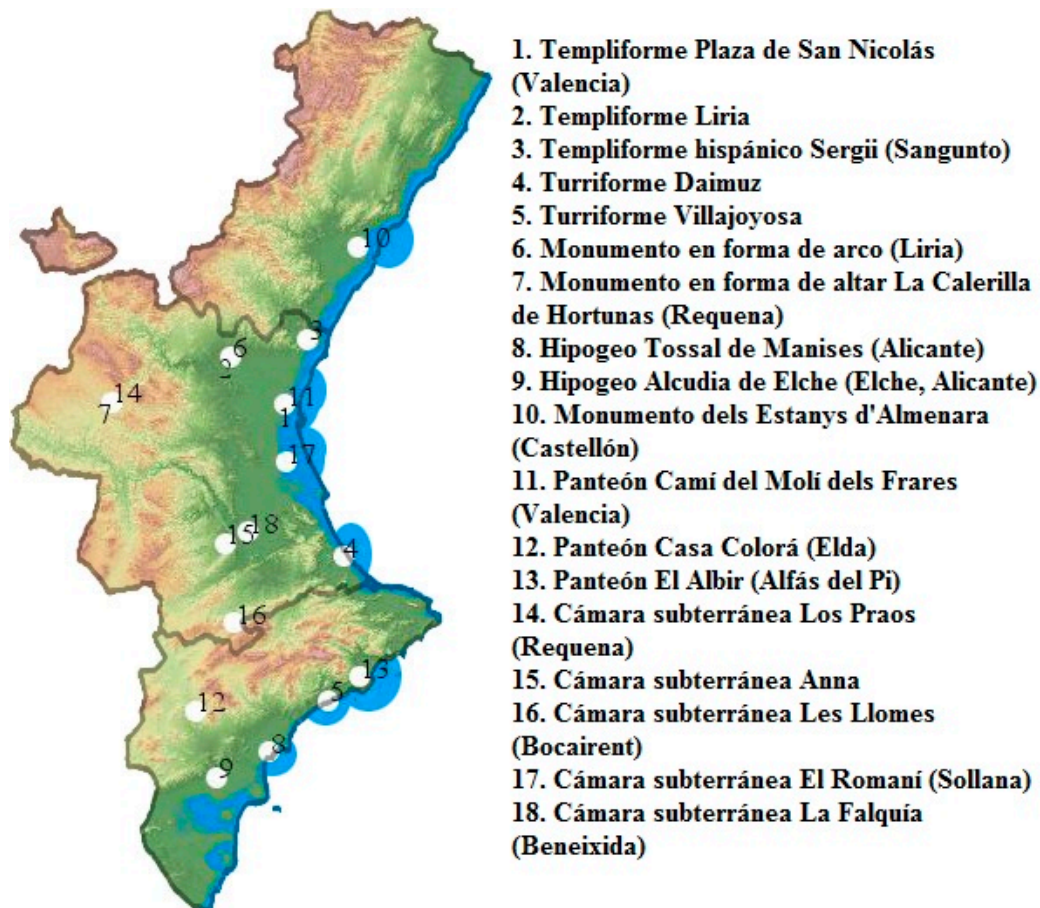 1. Templiforme Plaza de San Nicolás
(Valencia)
2. Templiforme Liria
3. Templiforme hispánico Sergii (Sangunto)
4. Turriforme Daimuz
5. Turriforme Villajoyosa
6. Monumento en forma de arco (Liria)
7. Monumento en forma de altar La Calerilla
de Hortunas (Requena)
8. Hipogeo Tossal de Manises (Alicante)
9. Hipogeo Alcudia de Elche (Elche, Alicante)
10. Monumento dels Estanys d'Almenara
(Castellón)
11. Panteón Camí del Molí dels Frares
(Valencia)
12. Panteón Casa Colorá (Elda)
13. Panteón El Albir (Alfás del Pi)
14. Cámara subterránea Los Praos
(Requena)
15. Cámara subterránea Anna
16. Cámara subterránea Les Llomes
(Bocairent)
17. Cámara subterránea El Romaní (Sollana)
18. Cámara subterránea La Falquía
(Beneixida)
10
3
6
2
14
7
11
1
17
18
15
4
16
13
5
12
8
9